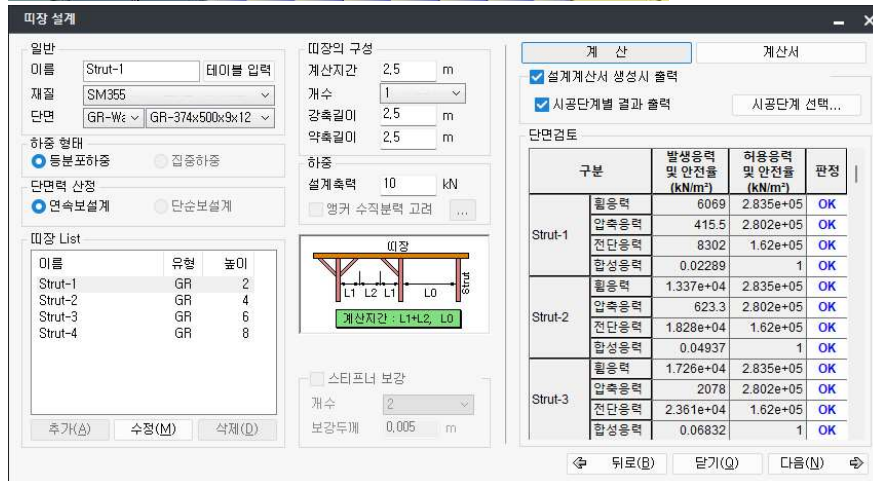 띠장 설계
일반
이름 Strut-1 테이블 입력
재질 SM355
단면 GR-Wa GR-374x500x9x12
하중 형태
등분포하중 집중하중
단면력 산정
연속보설계 단순보설계
띠장 List
이름 유형 높이
Strut-1 GR 2
Strut-2 GR 4
Strut-3 GR 6
Strut-4 GR 8
추가(A) 수정(M) 삭제(D)
띠장의 구성
계산지간 2,5 m
개수 1
강축길이 2,5 m
약축길이 2,5 m
하중
설계축력 10 kN
앵커 수직분력 고려 ...
띠장
L1 L2 L1 L0 Strut
계산지간 : L1+L2, L0
스티프너 보강
개수 2
보강두께 0,005 m
계 산 계산서
설계계산서 생성시 출력
시공단계별 결과 출력 시공단계 선택...
단면검토
구분 발생응력 및 안전율 (kN/m²) 허용응력 및 안전율 (kN/m²) 판정
Strut-1 휨응력 6069 2.835e+05 OK
압축응력 415.5 2.802e+05 OK
전단응력 8302 1.62e+05 OK
합성응력 0.02289 1 OK
Strut-2 휨응력 1.337e+04 2.835e+05 OK
압축응력 623.3 2.802e+05 OK
전단응력 1.828e+04 1.62e+05 OK
합성응력 0.04937 1 OK
Strut-3 휨응력 1.726e+04 2.835e+05 OK
압축응력 2078 2.802e+05 OK
전단응력 2.361e+04 1.62e+05 OK
합성응력 0.06832 1 OK
뒤로(B) 닫기(Q) 다음(N)